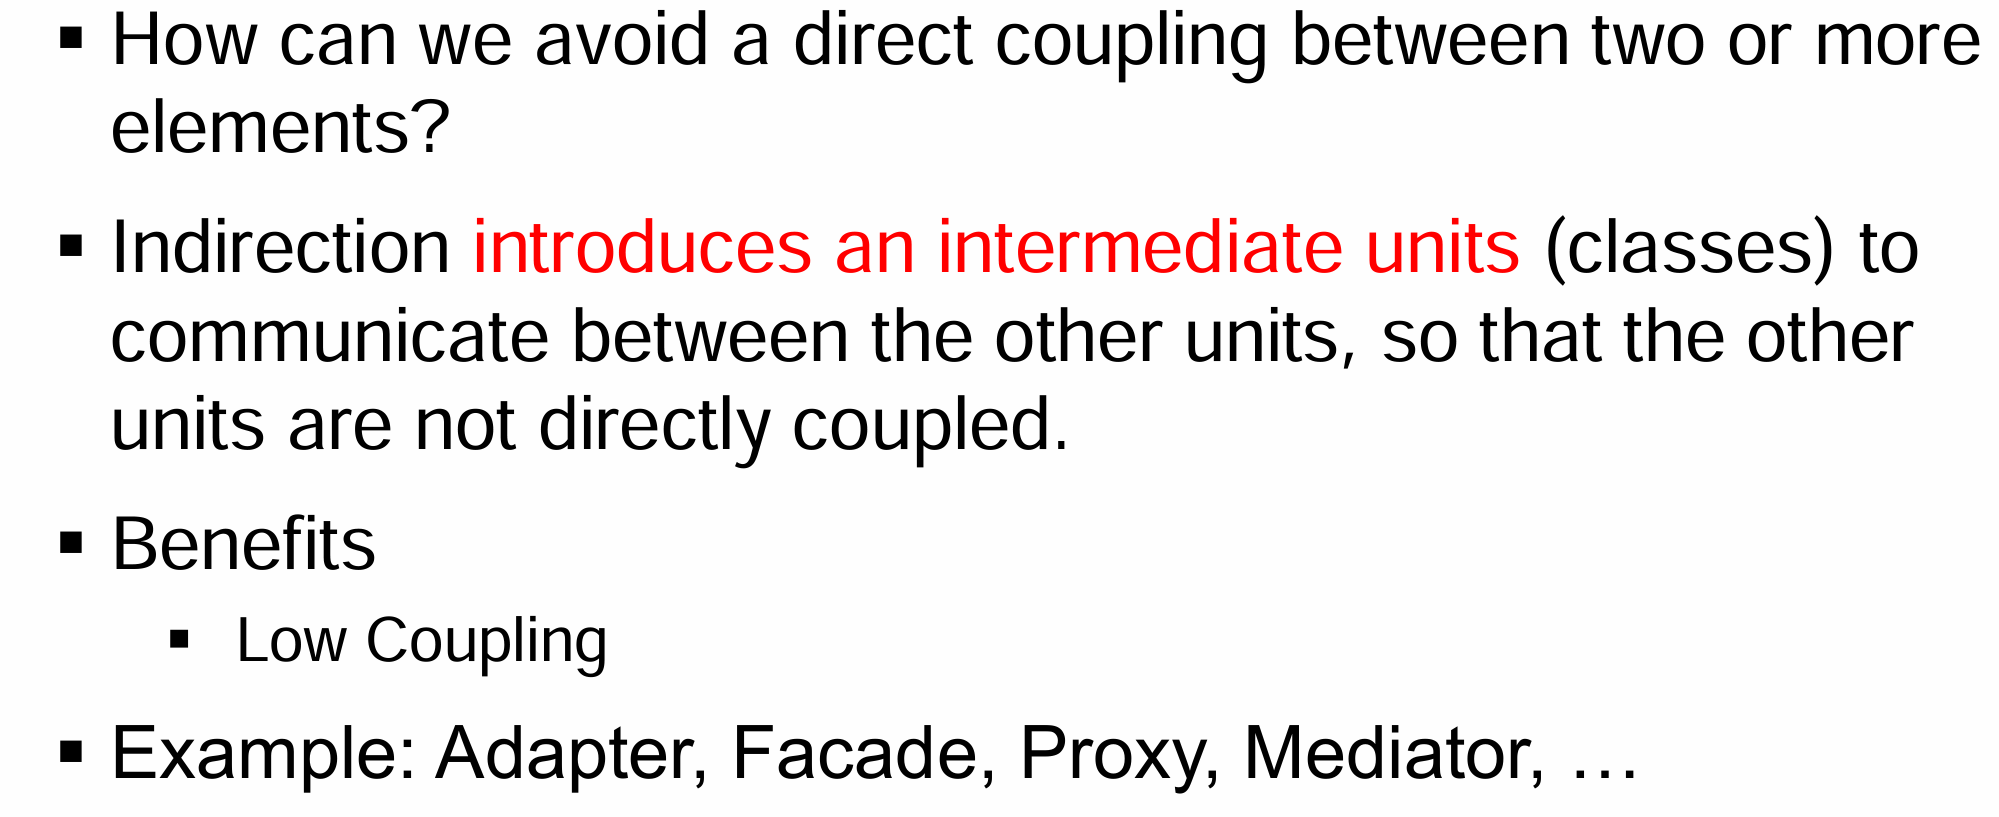 ▪ How can we avoid a direct coupling between two or more
elements?
▪ Indirection introduces an intermediate units (classes) to
communicate between the other units, so that the other
units are not directly coupled.
▪ Benefits
▪ Low Coupling
▪ Example: Adapter, Facade, Proxy, Mediator, …